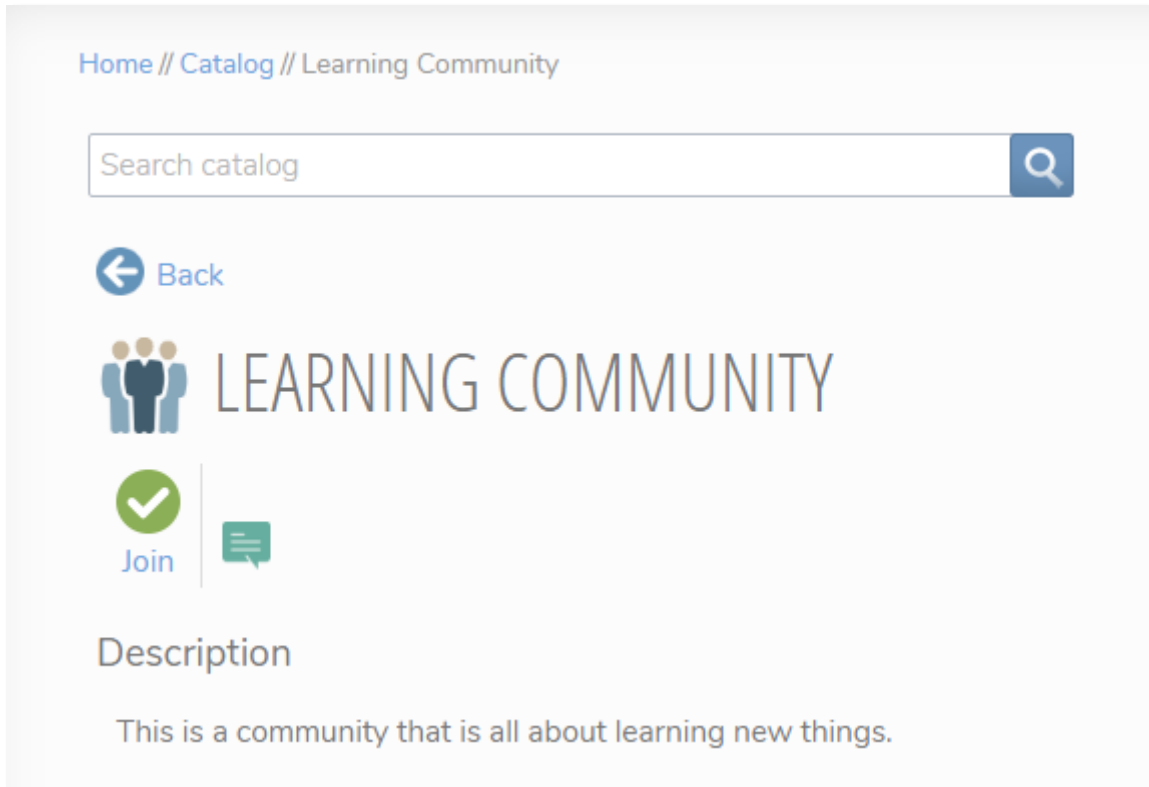 Home // Catalog // Learning Community
Search catalog
Back
LEARNING COMMUNITY
Join
Description
This is a community that is all about learning new things.